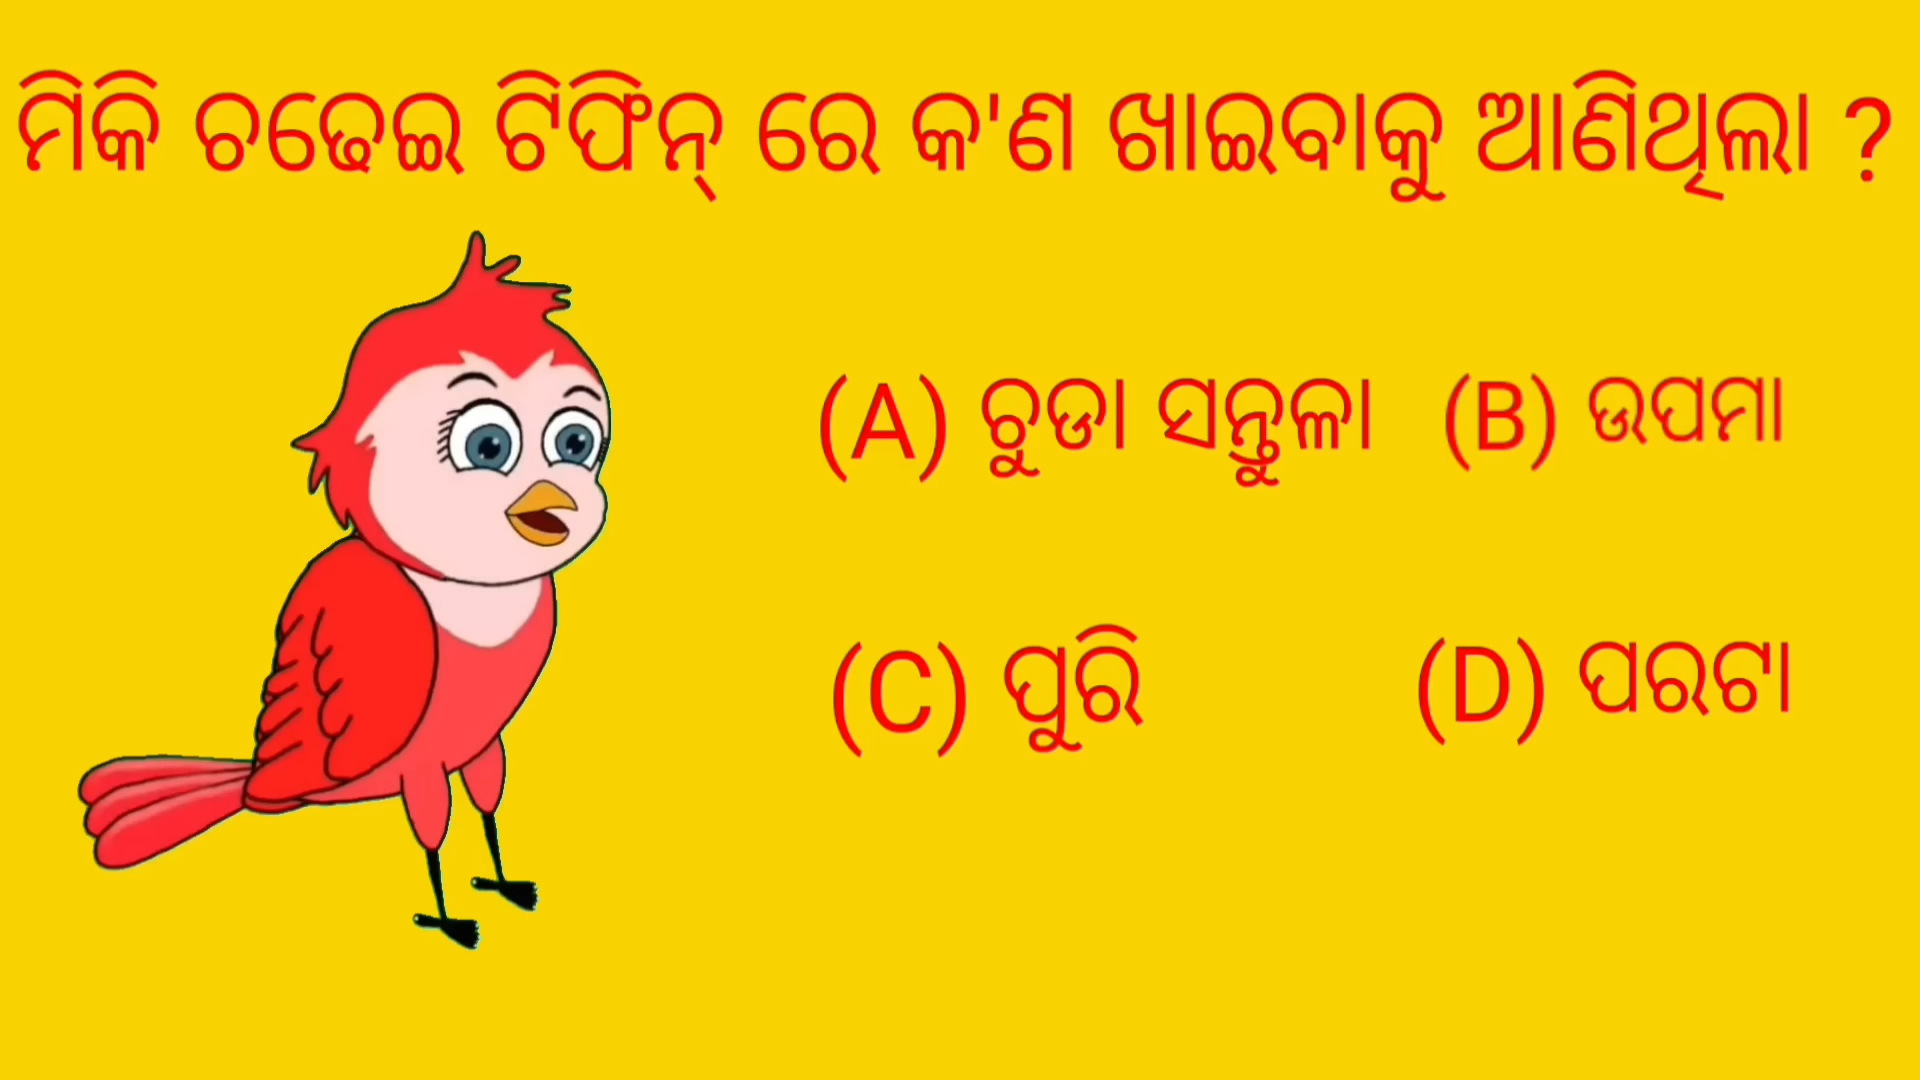 ମିକି ଚଢେଇ ଟିଫିନ୍ ରେ କ'ଣ ଖାଇବାକୁ ଆଣିଥିଲା ?
(A) ଚୁଡା ସନ୍ତୁଳା (B) ଉପମା
(C) ପୁରି (D) ପରଟା